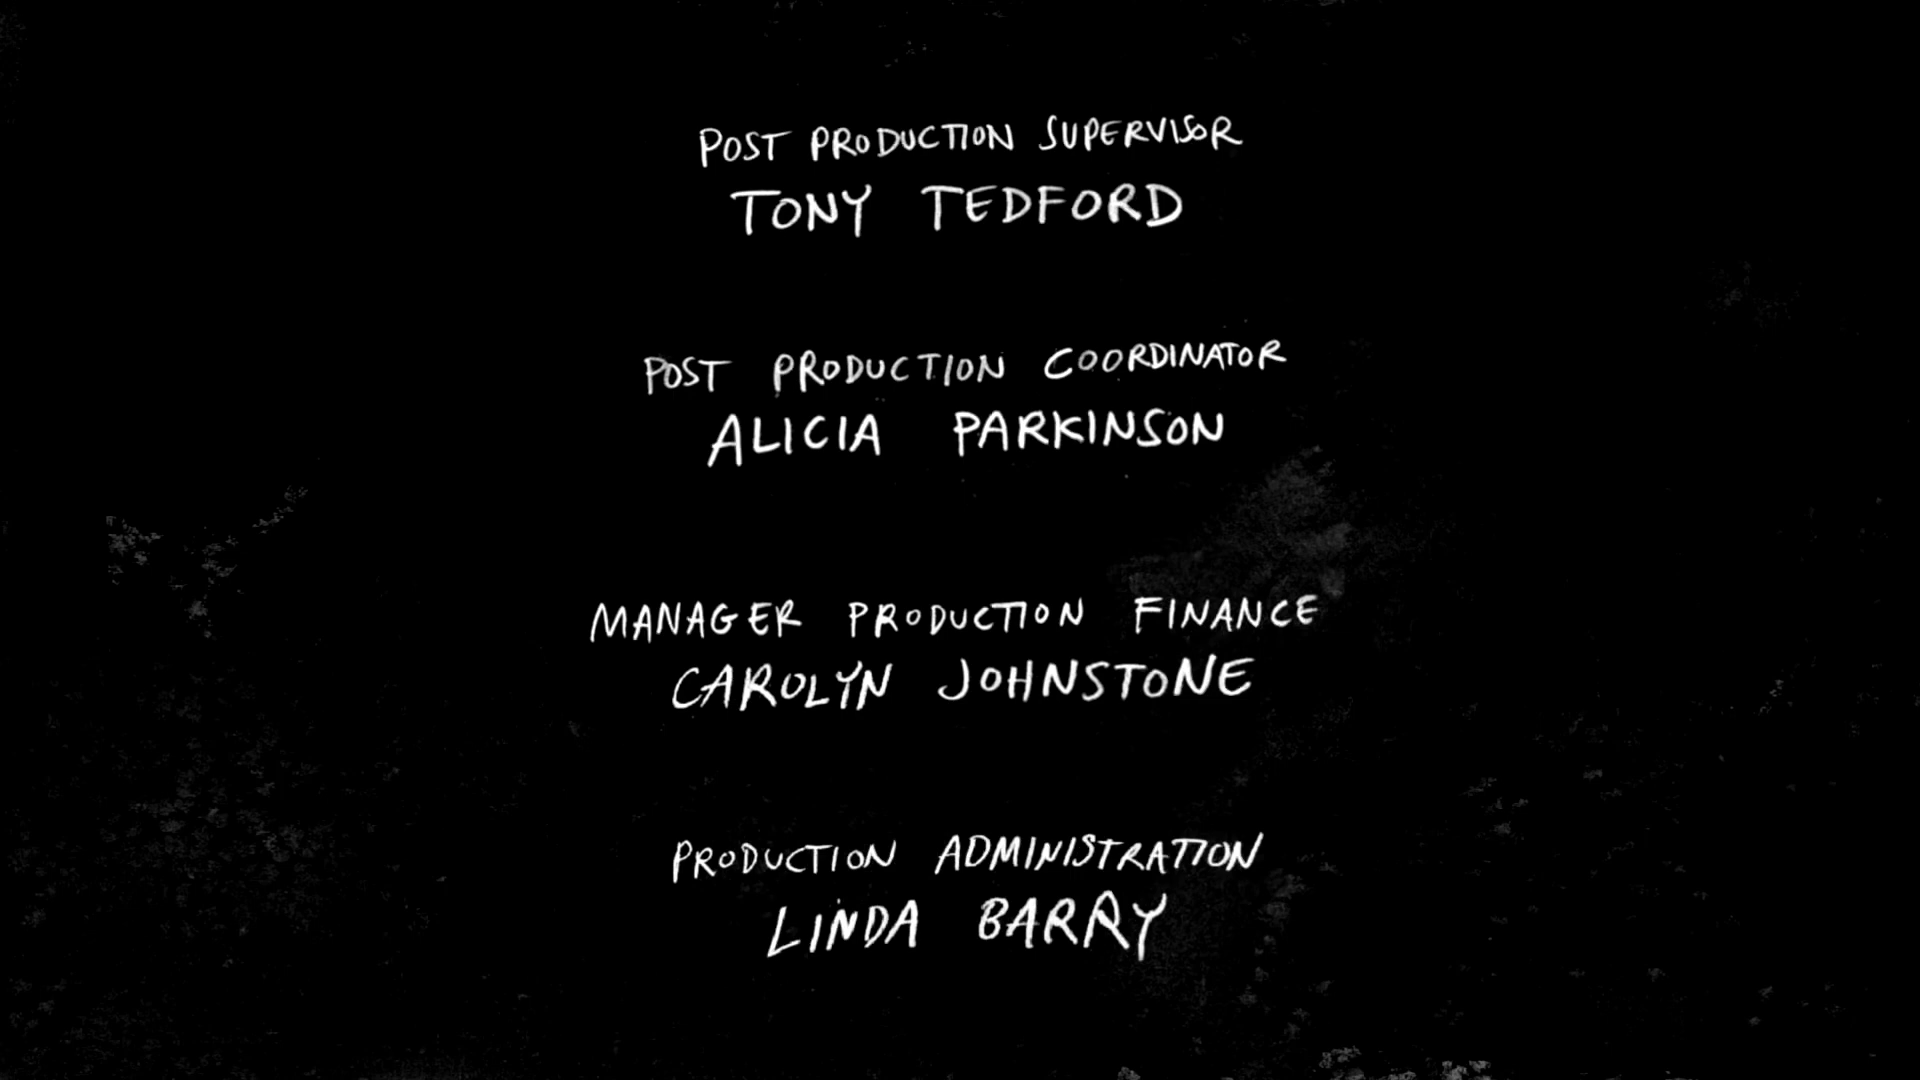 POST PRODUCTION SUPERVISOR
TONY TEDFORD
POST PRODUCTION COORDINATOR
ALICIA PARKINSON
MANAGER PRODUCTION FINANCE
CAROLYN JOHNSTONE
PRODUCTION ADMINISTRATION
LINDA BARRY